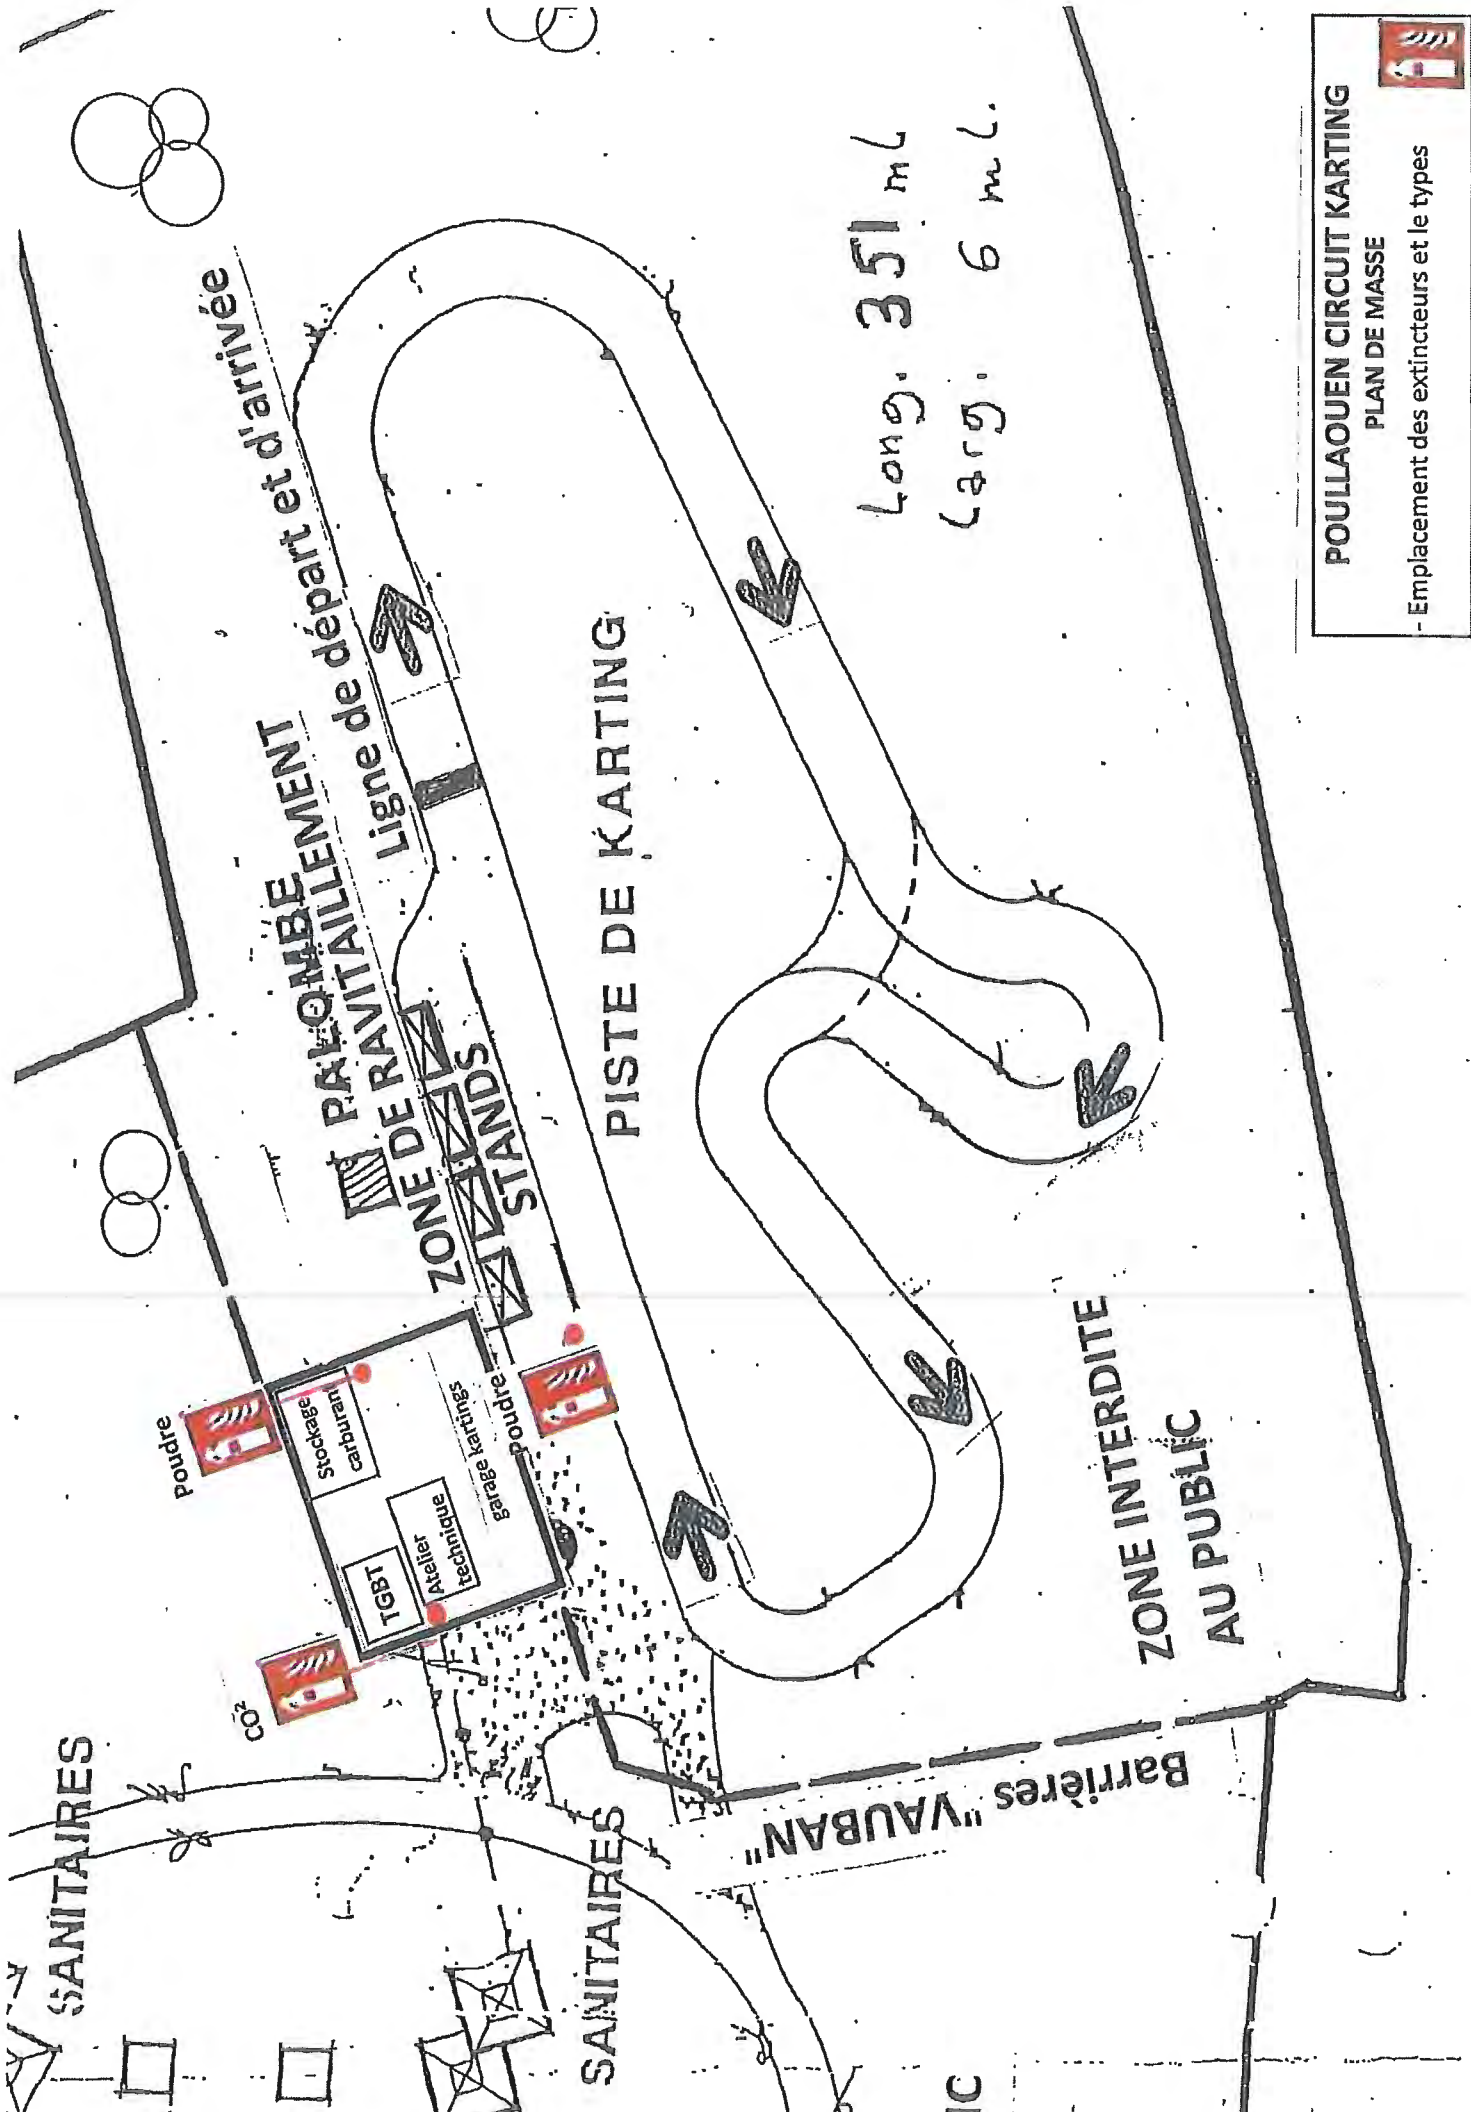 SANITAIRES
CO²
Poudre
TGBT
Atelier
technique
Stockage
carburant
garage kartings
Poudre
PALOMBE
ZONE DE RAVITAILLEMENT
STANDS
Ligne de départ et d'arrivée
SANITAIRES
PISTE DE KARTING
Long. 351 mL
Larg. 6 mL.
Barrières "VAUBAN"
ZONE INTERDITE
AU PUBLIC
IC
POULLAOUEN CIRCUIT KARTING
PLAN DE MASSE
- Emplacement des extincteurs et le types